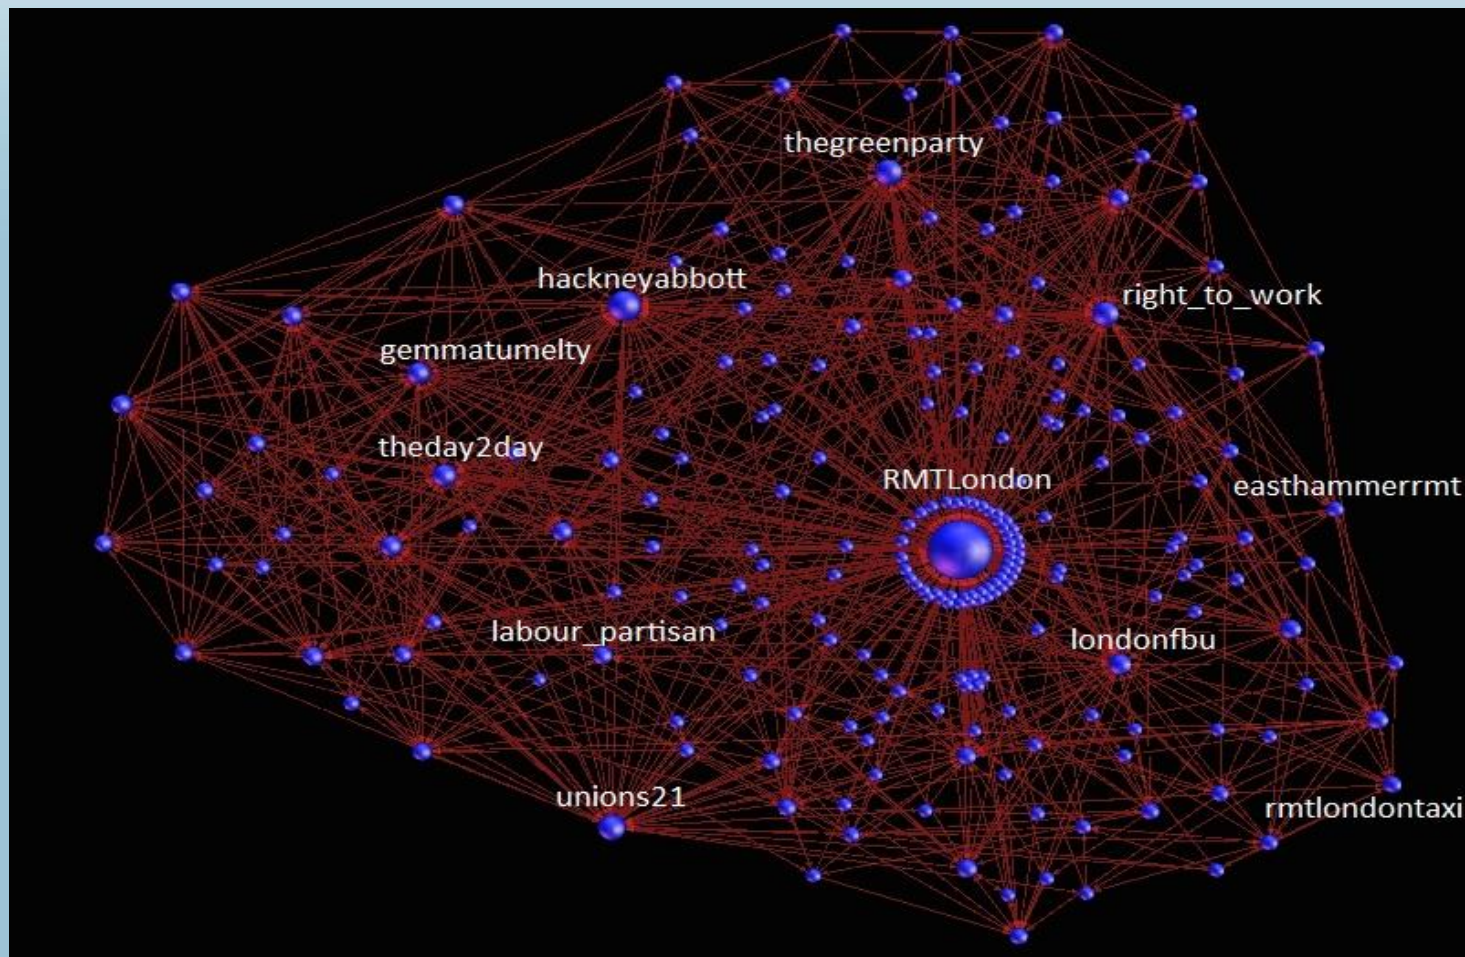 thegreenparty
hackneyabbott
right_to_work
gemmatumelty
theday2day
RMTLondon
easthammerrmt
labour_partisan
londonfbu
unions21
rmtlondontaxi